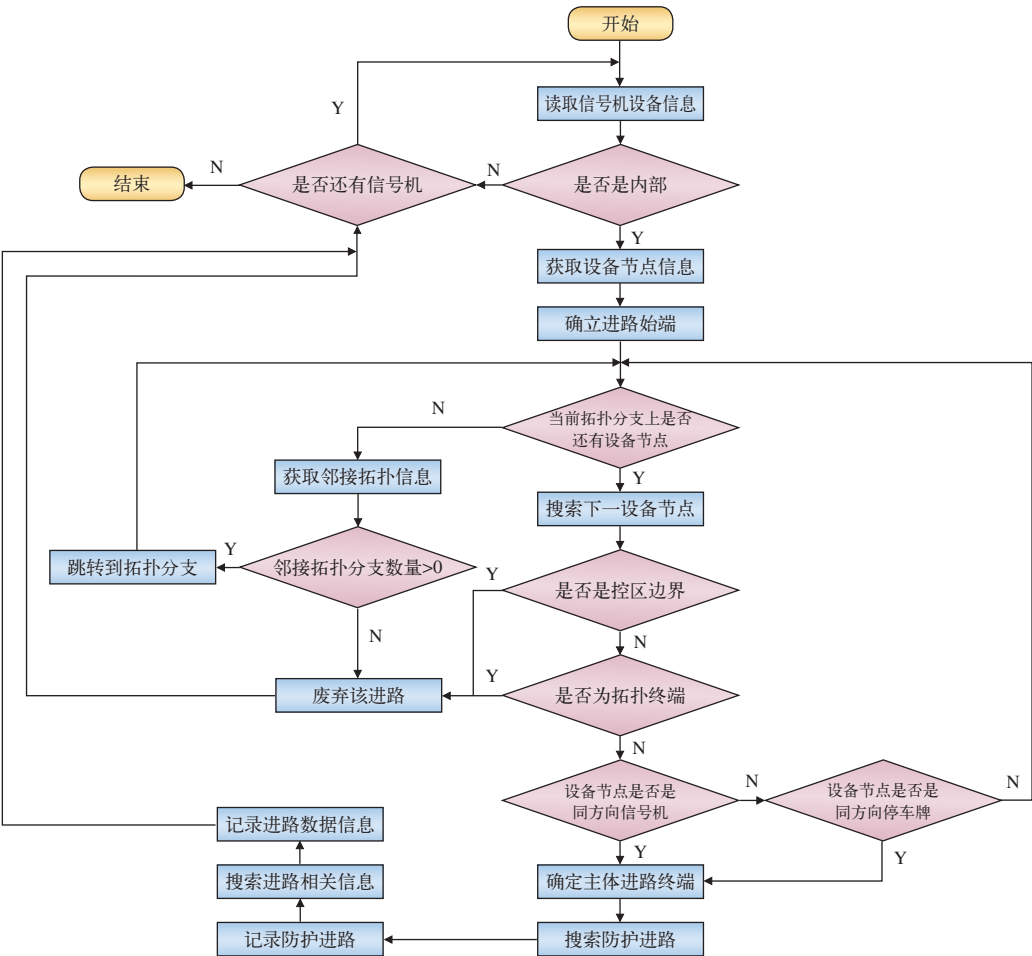 开始
读取信号机设备信息
Y
是否是内部
N
是否还有信号机
N
结束
Y
获取设备节点信息
确立进路始端
当前拓扑分支上是否
还有设备节点
N
获取邻接拓扑信息
Y
搜索下一设备节点
邻接拓扑分支数量>0
Y
跳转到拓扑分支
N
是否是控区边界
Y
N
是否为拓扑终端
Y
废弃该进路
N
设备节点是否是
同方向信号机
N
设备节点是否是
同方向停车牌
N
Y
Y
确定主体进路终端
搜索防护进路
记录防护进路
搜索进路相关信息
记录进路数据信息